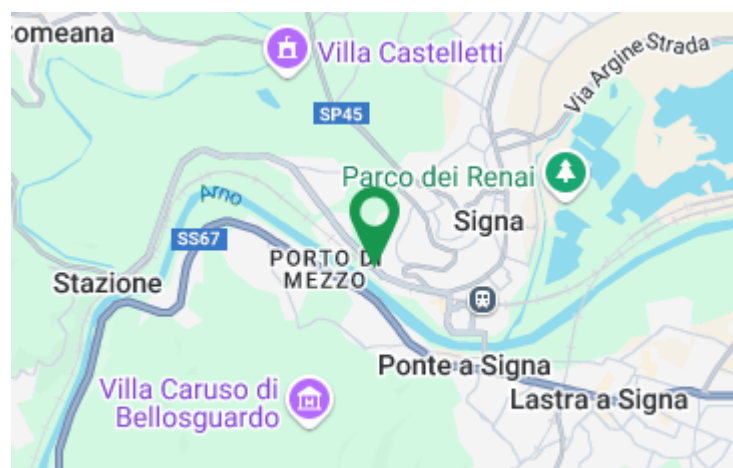 omeana
Villa Castelletti
Via Argine Strada
SP45
Parco dei Renai
Arno
Signa
SS67
PORTO DI
MEZZO
Stazione
Ponte a Signa
Villa Caruso di
Bellosguardo
Lastra a Signa